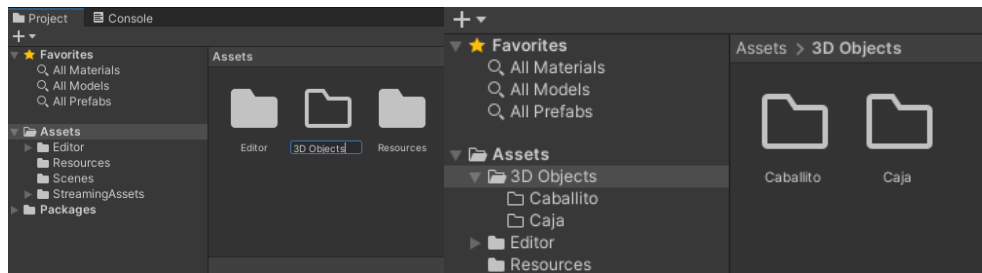 Project
Console
Favorites
All Materials
All Models
All Prefabs
Assets
Editor
Resources
Scenes
StreamingAssets
Packages
Assets
Editor
3D Objects
Resources
Favorites
All Materials
All Models
All Prefabs
Assets
3D Objects
Caballito
Caja
Editor
Resources
Assets > 3D Objects
Caballito
Caja